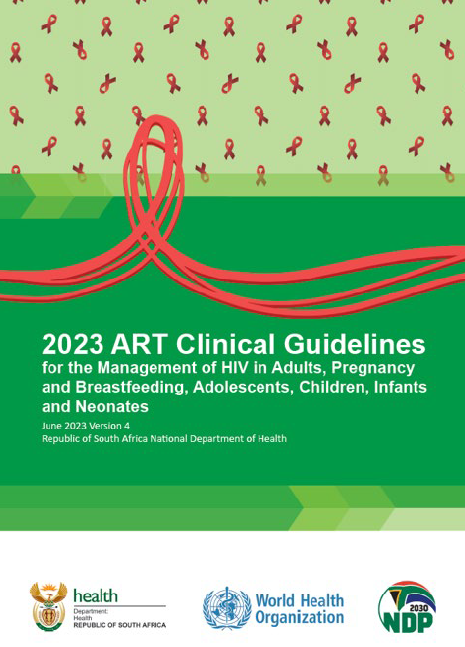 2023 ART Clinical Guidelines
for the Management of HIV in Adults, Pregnancy
and Breastfeeding, Adolescents, Children, Infants
and Neonates
June 2023 Version 4
Republic of South Africa National Department of Health
health
Department:
Health
REPUBLIC OF SOUTH AFRICA
World Health
Organization
2030
NDP